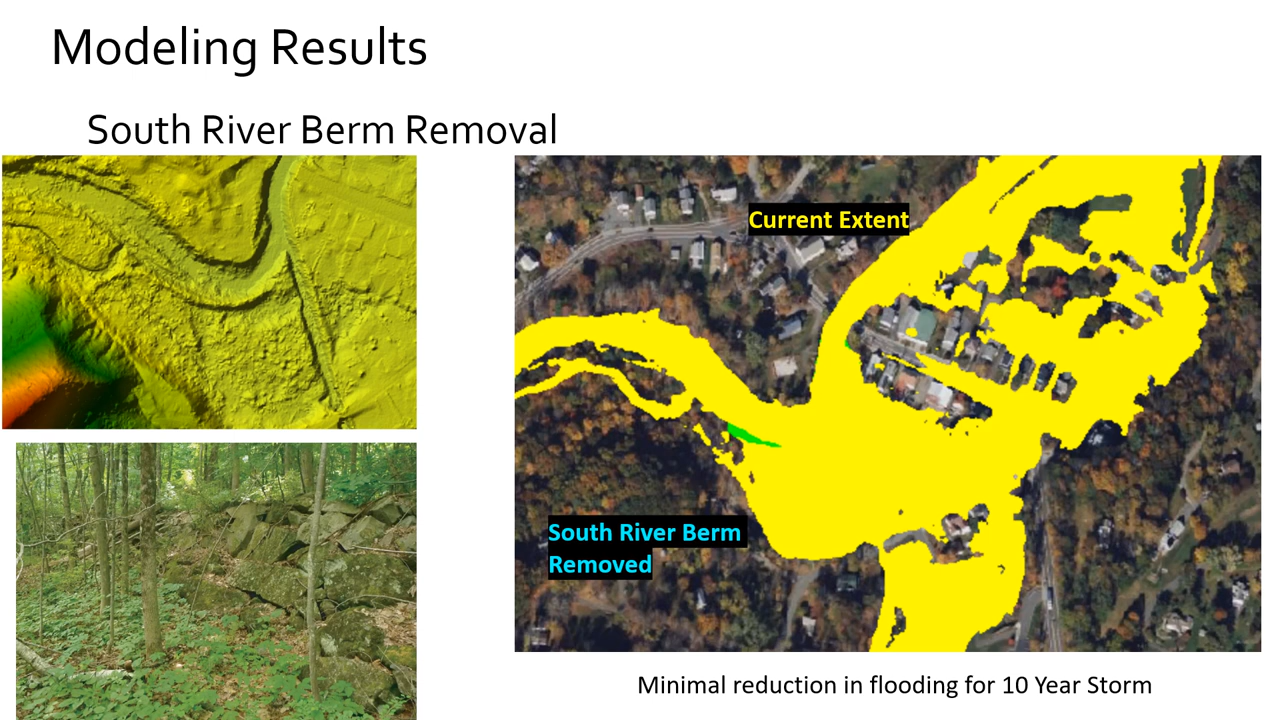 Modeling Results
South River Berm Removal
Current Extent
South River Berm
Removed
Minimal reduction in flooding for 10 Year Storm